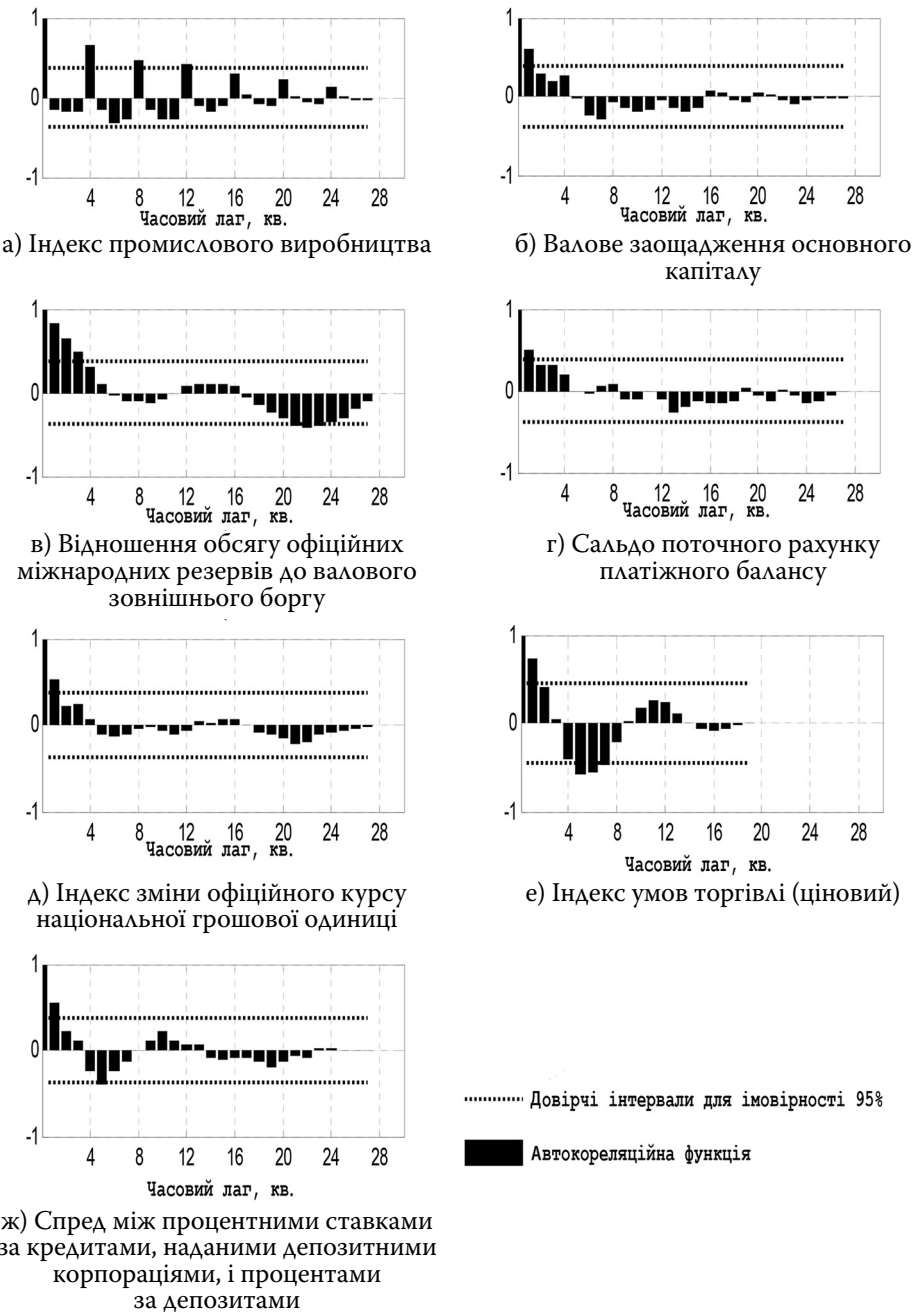 1
0
-1
4 8 12 16 20 24 28
Часовий лаг, кв.
а) Індекс промислового виробництва
1
0
-1
4 8 12 16 20 24 28
Часовий лаг, кв.
б) Валове заощадження основного
капіталу
1
0
-1
4 8 12 16 20 24 28
Часовий лаг, кв.
в) Відношення обсягу офіційних
міжнародних резервів до валового
зовнішнього боргу
1
0
-1
4 8 12 16 20 24 28
Часовий лаг, кв.
г) Сальдо поточного рахунку
платіжного балансу
1
0
-1
4 8 12 16 20 24 28
Часовий лаг, кв.
д) Індекс зміни офіційного курсу
національної грошової одиниці
1
0
-1
4 8 12 16 20 24 28
Часовий лаг, кв.
е) Індекс умов торгівлі (ціновий)
1
0
-1
4 8 12 16 20 24 28
Часовий лаг, кв.
ж) Спред між процентними ставками
за кредитами, наданими депозитними
корпораціями, і процентами
за депозитами
Довірчі інтервали для імовірності 95%
Автокореляційна функція